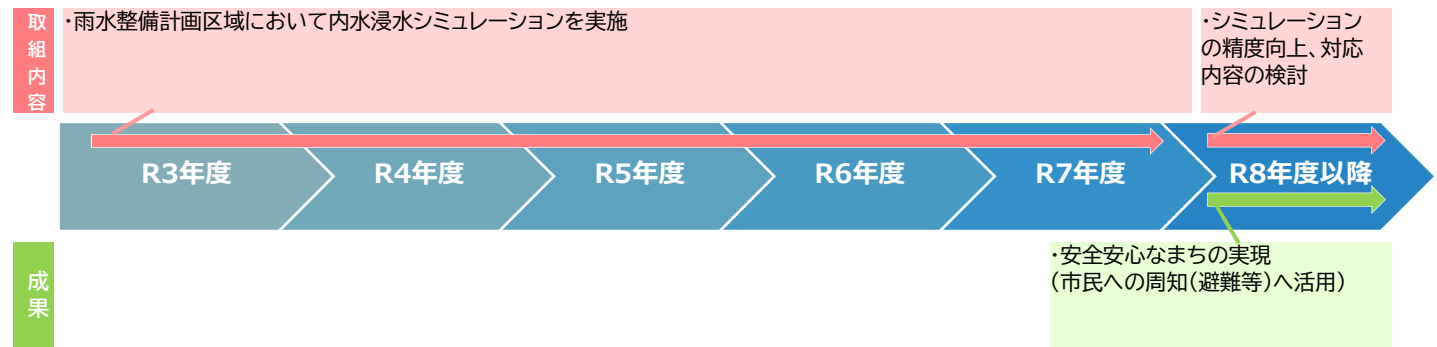 取組内容
・雨水整備計画区域において内水浸水シミュレーションを実施
・シミュレーション
の精度向上、対応
内容の検討
R3年度
R4年度
R5年度
R6年度
R7年度
R8年度以降
成果
・安全安心なまちの実現
(市民への周知(避難等)へ活用)